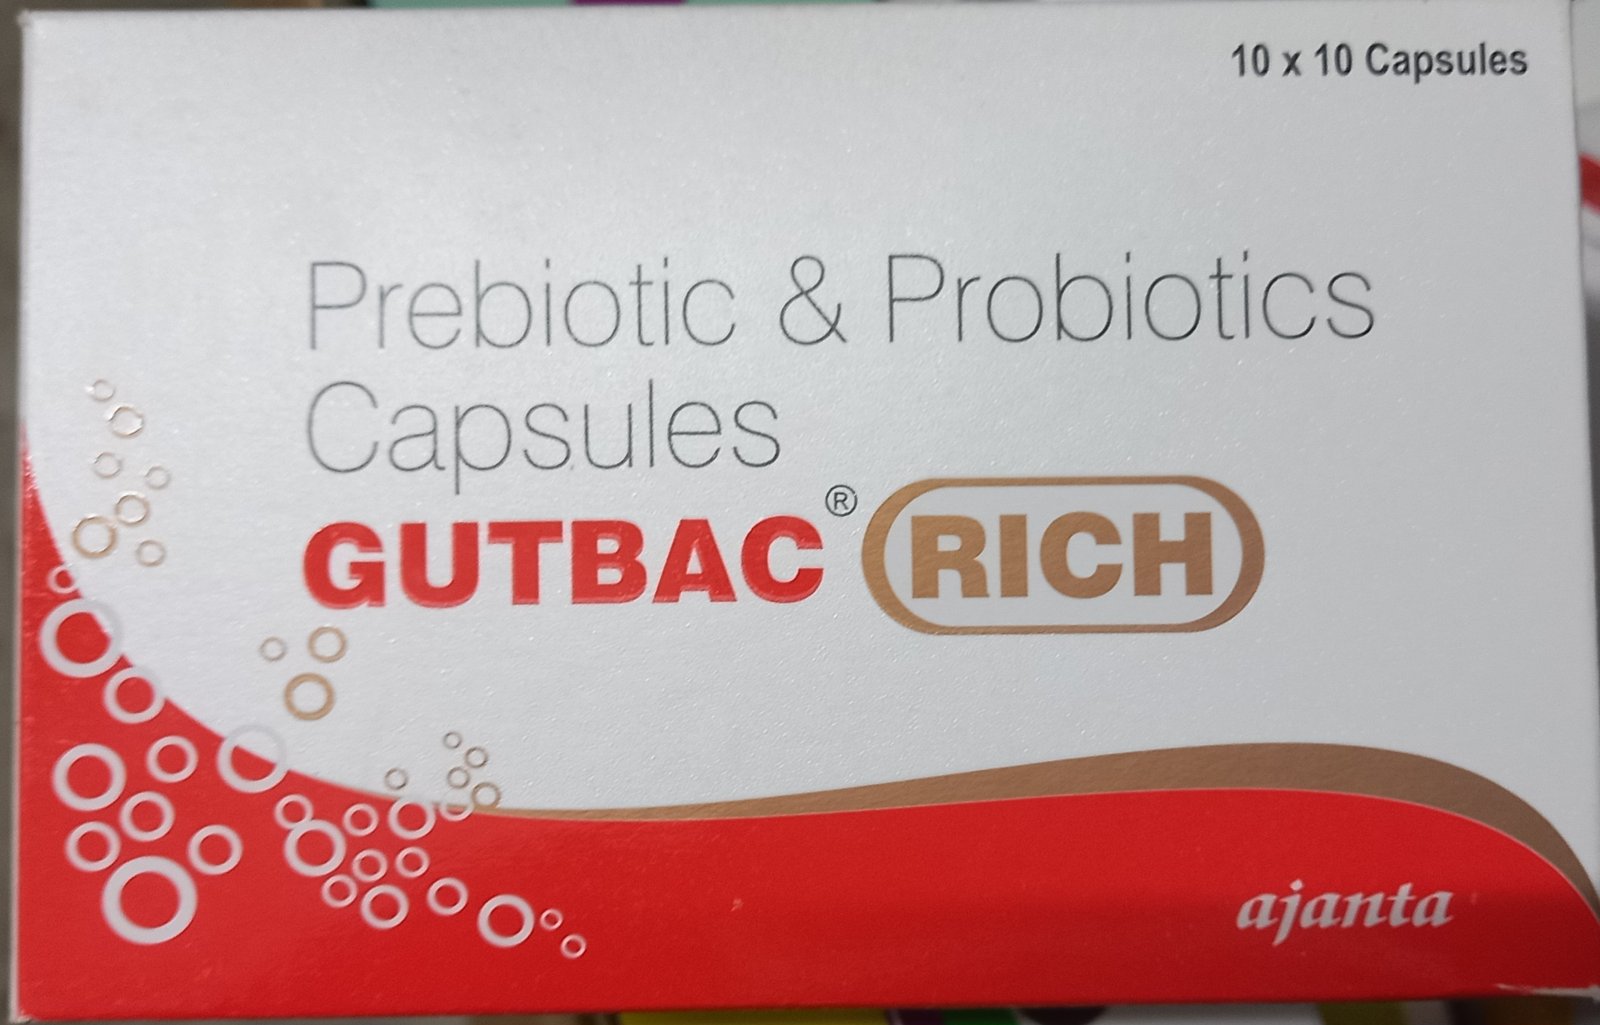 10 x 10 Capsules
Prebiotic & Probiotics
Capsules
GUTBAC® RICH
ajanta